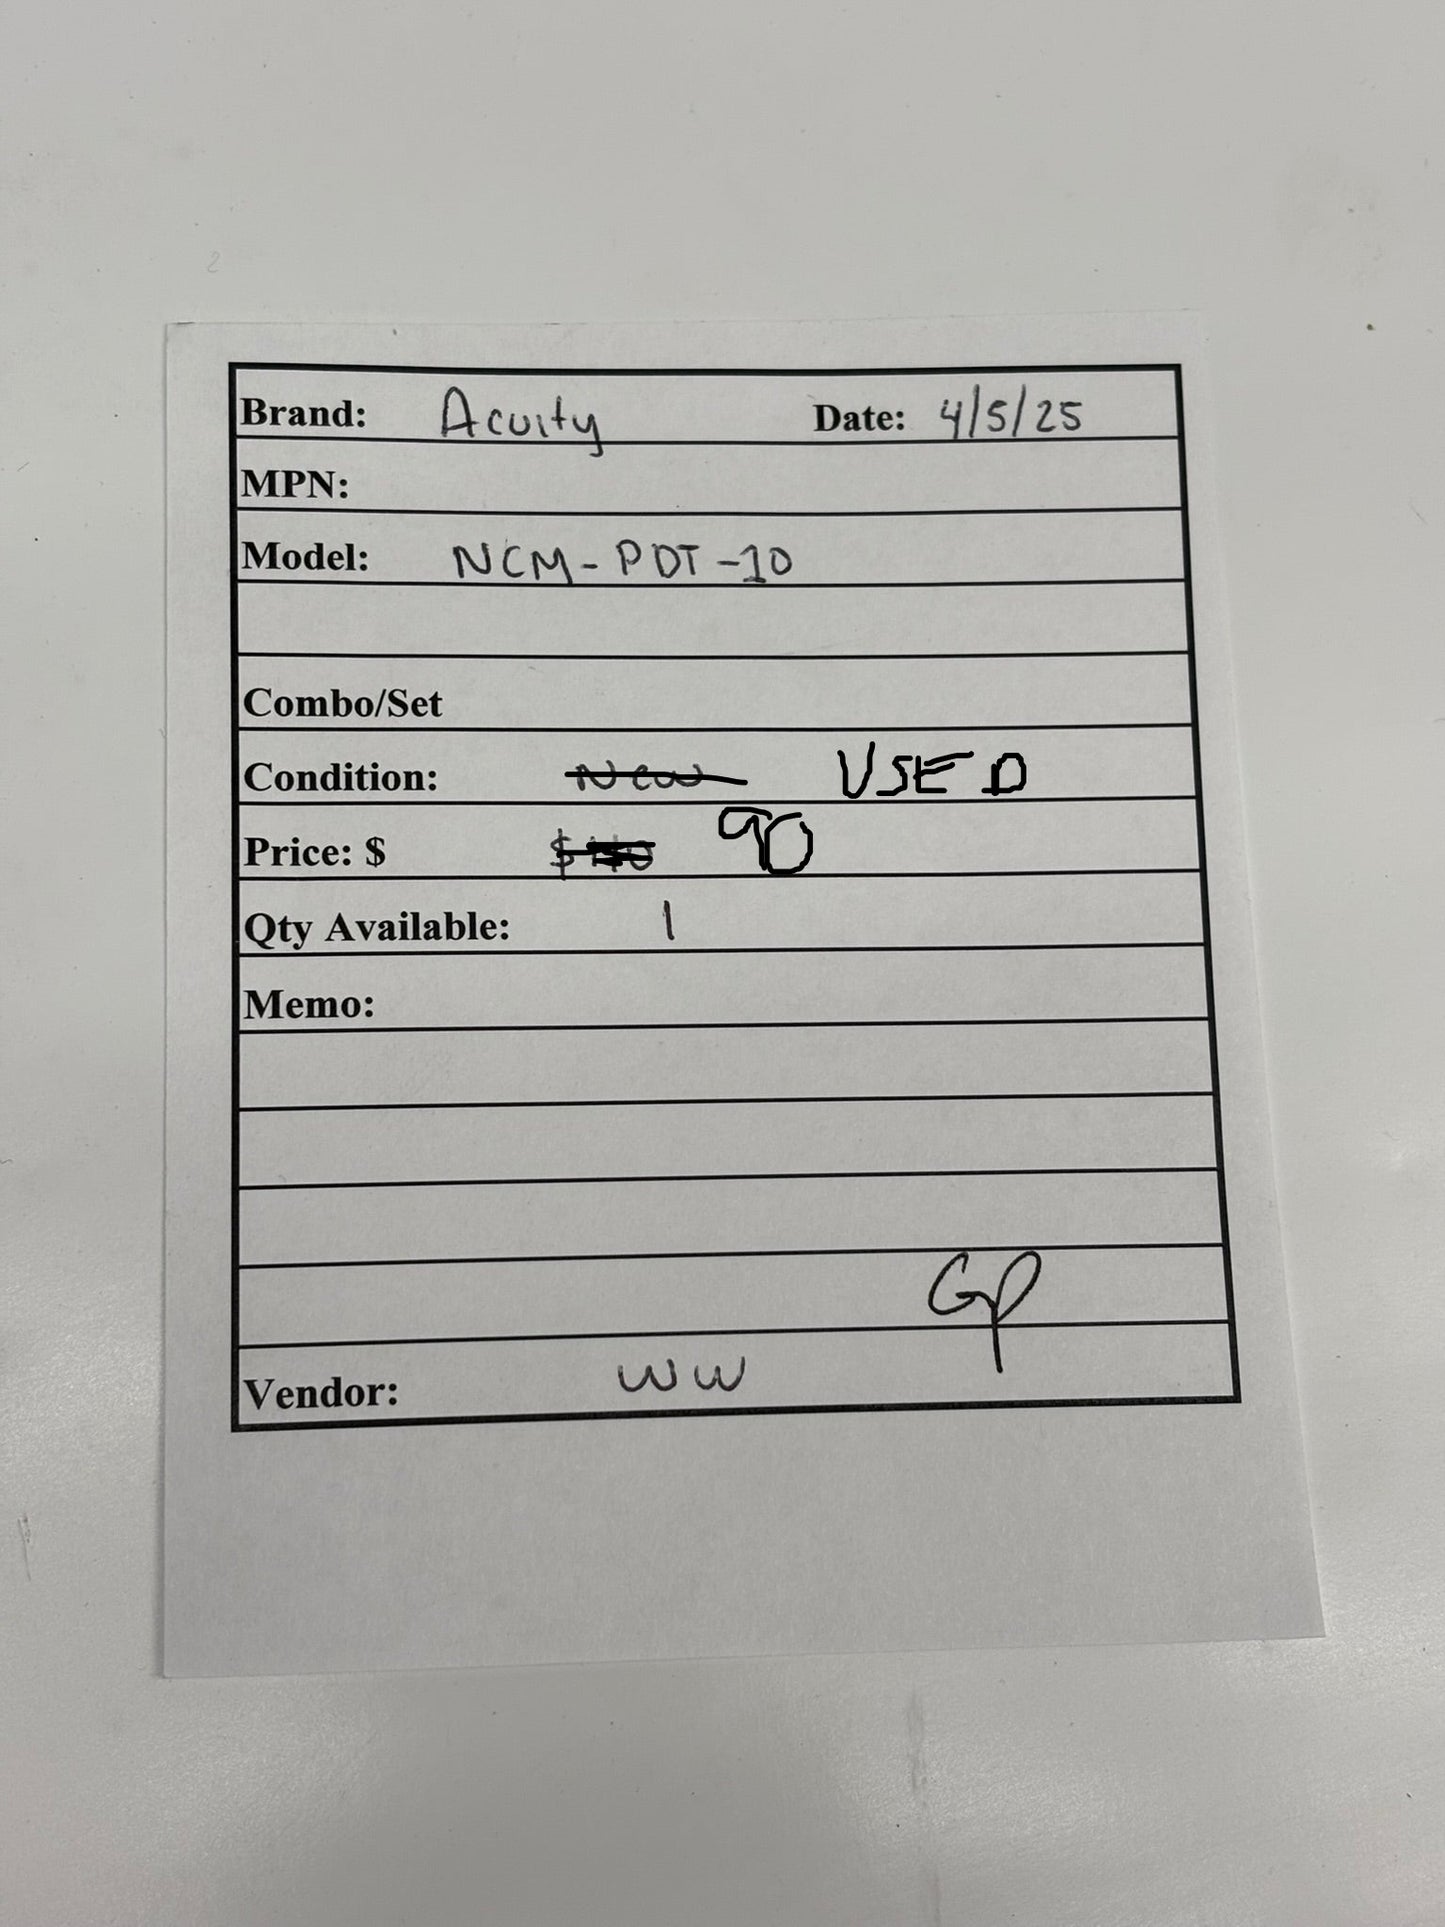 Brand: Acuity Date: 4/5/25
MPN:
Model: NCM-PDT-10
Combo/Set
Condition: New USED
Price: $ $ 90
Qty Available: 1
Memo:
GP
Vendor: WW